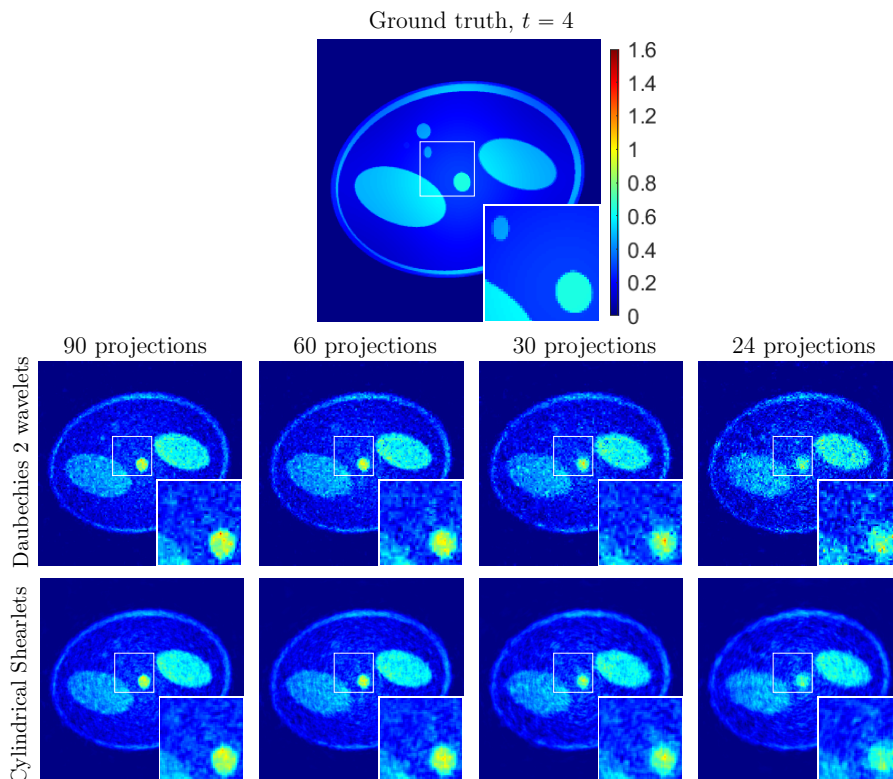 Ground truth, t = 4
1.6
1.4
1.2
1
0.8
0.6
0.4
0.2
0
90 projections
60 projections
30 projections
24 projections
Daubechies 2 wavelets
Cylindrical Shearlets